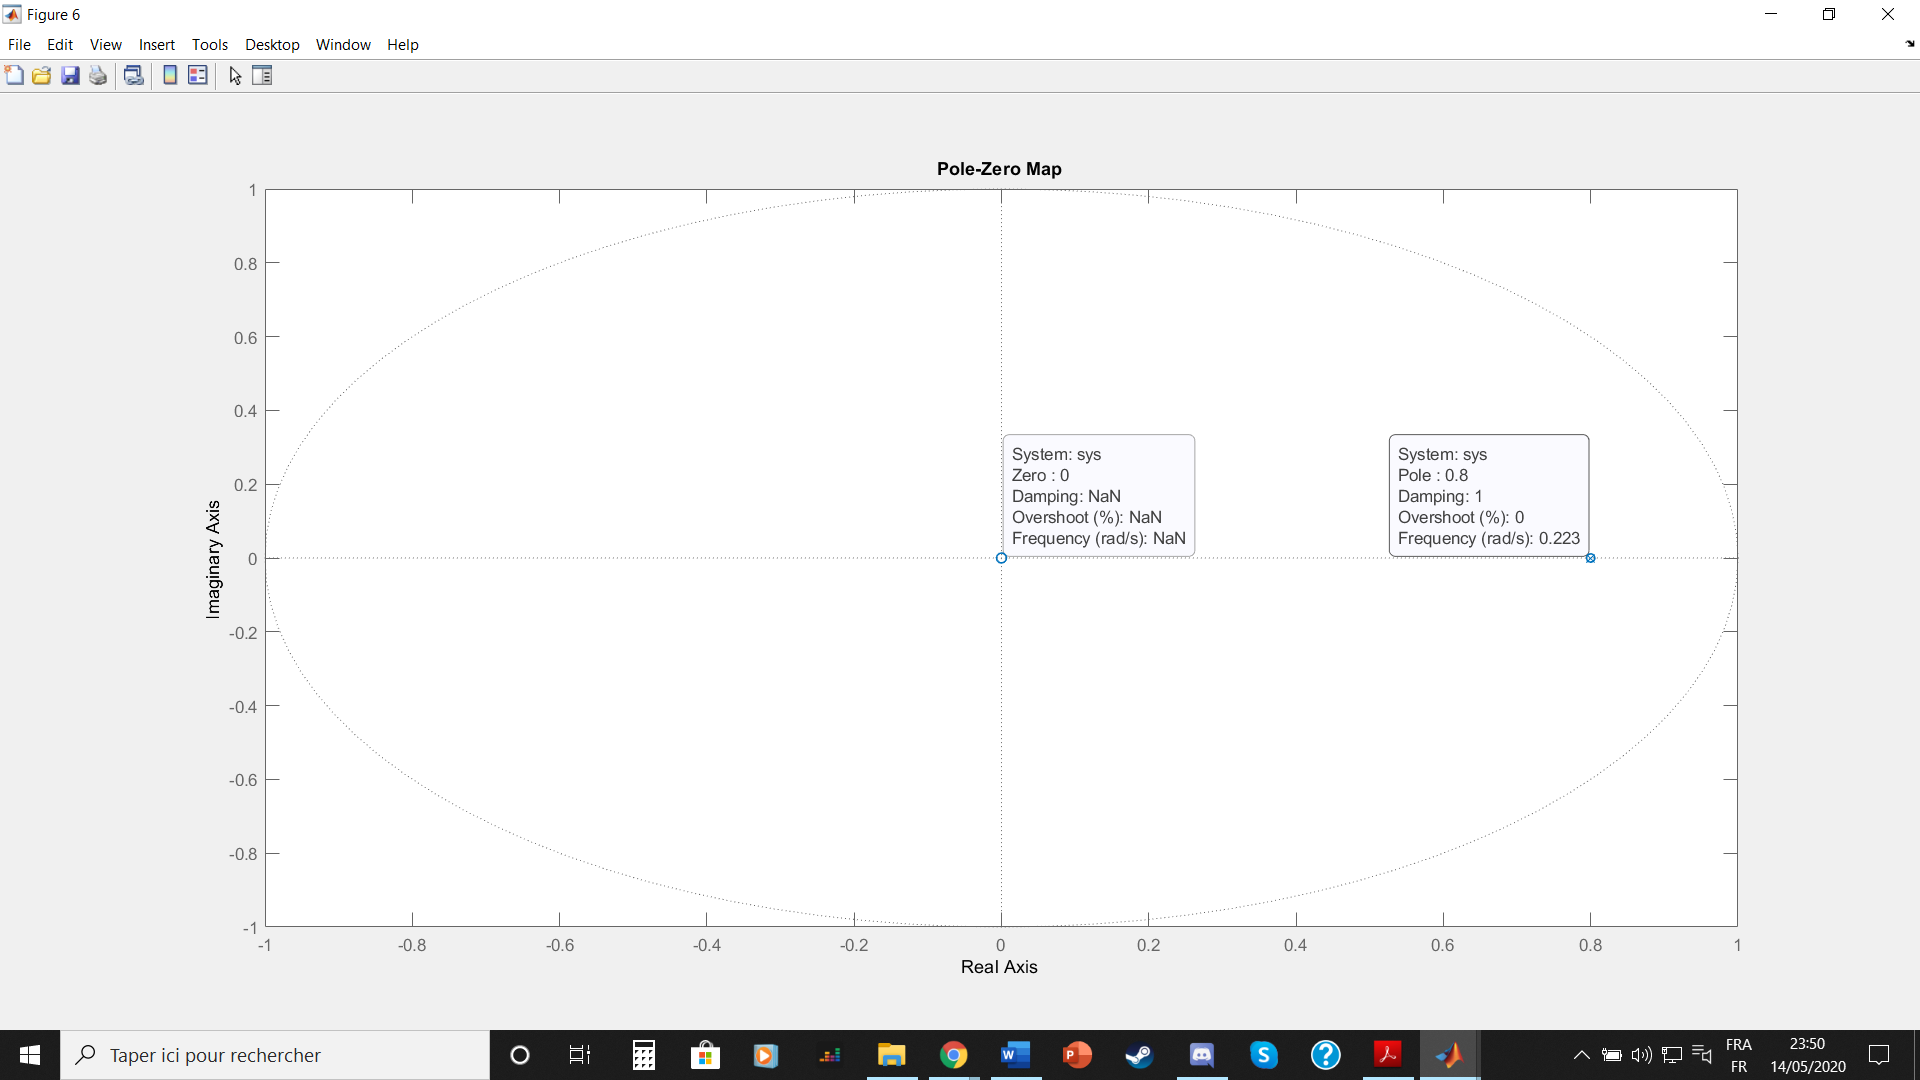 Figure 6
File Edit View Insert Tools Desktop Window Help
Pole-Zero Map
1
0.8
0.6
0.4
0.2
0
-0.2
-0.4
-0.6
-0.8
-1
Imaginary Axis
System: sys
Zero : 0
Damping: NaN
Overshoot (%): NaN
Frequency (rad/s): NaN
System: sys
Pole : 0.8
Damping: 1
Overshoot (%): 0
Frequency (rad/s): 0.223
-1 -0.8 -0.6 -0.4 -0.2 0 0.2 0.4 0.6 0.8 1
Real Axis
Taper ici pour rechercher
FRA
FR
23:50
14/05/2020